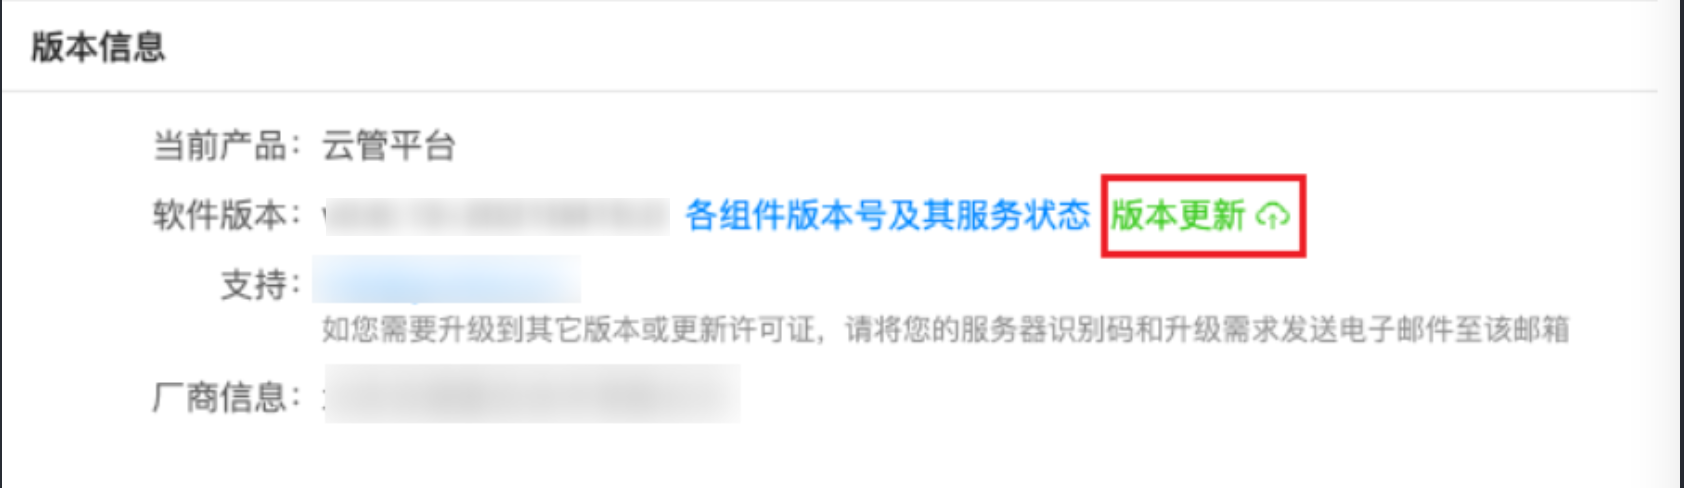 版本信息
当前产品：云管平台
软件版本： 各组件版本号及其服务状态 版本更新
支持：
如您需要升级到其它版本或更新许可证，请将您的服务器识别码和升级需求发送电子邮件至该邮箱
厂商信息：